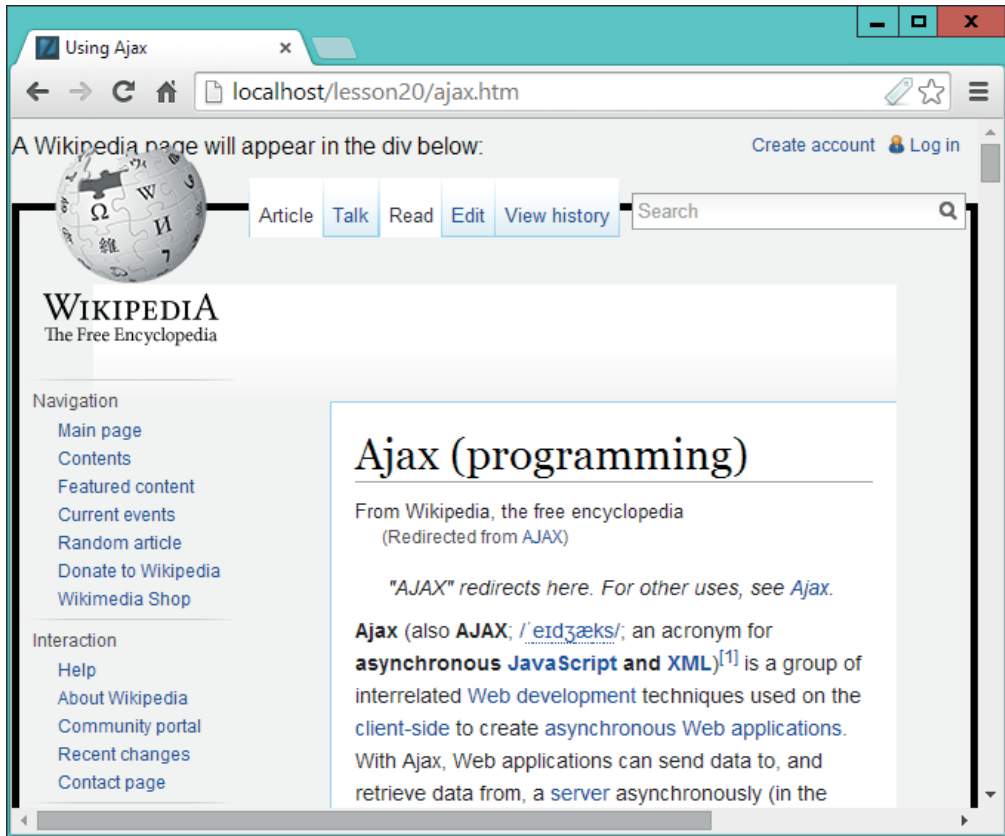 Using Ajax
localhost/lesson20/ajax.htm
A Wikipedia page will appear in the div below:
Create account Log in
Article Talk Read Edit View history Search
Ω W И 維 7
WIKIPEDIA
The Free Encyclopedia
Navigation
Main page
Contents
Featured content
Current events
Random article
Donate to Wikipedia
Wikimedia Shop
Interaction
Help
About Wikipedia
Community portal
Recent changes
Contact page
Ajax (programming)
From Wikipedia, the free encyclopedia
(Redirected from AJAX)
"AJAX" redirects here. For other uses, see Ajax.
Ajax (also AJAX; /ˈeɪdʒæks/; an acronym for
asynchronous JavaScript and XML)[1] is a group of
interrelated Web development techniques used on the
client-side to create asynchronous Web applications.
With Ajax, Web applications can send data to, and
retrieve data from, a server asynchronously (in the